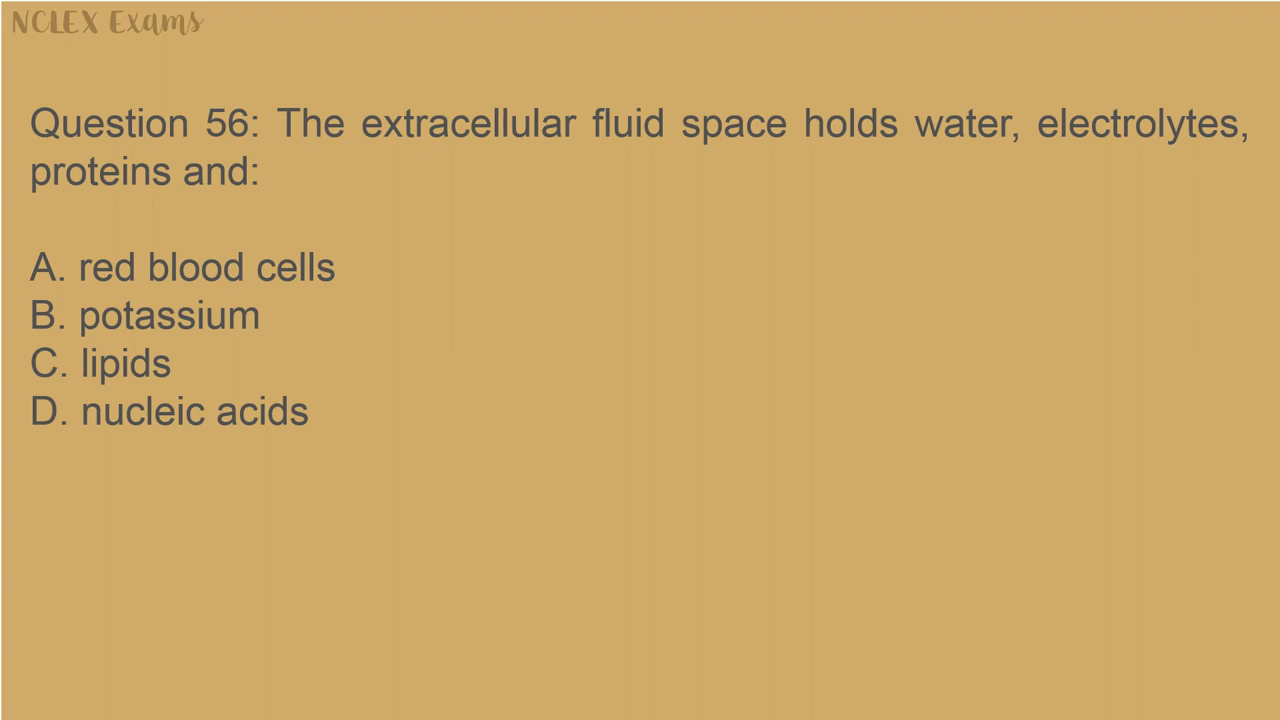 NCLEX Exams
Question 56: The extracellular fluid space holds water, electrolytes,
proteins and:
A. red blood cells
B. potassium
C. lipids
D. nucleic acids